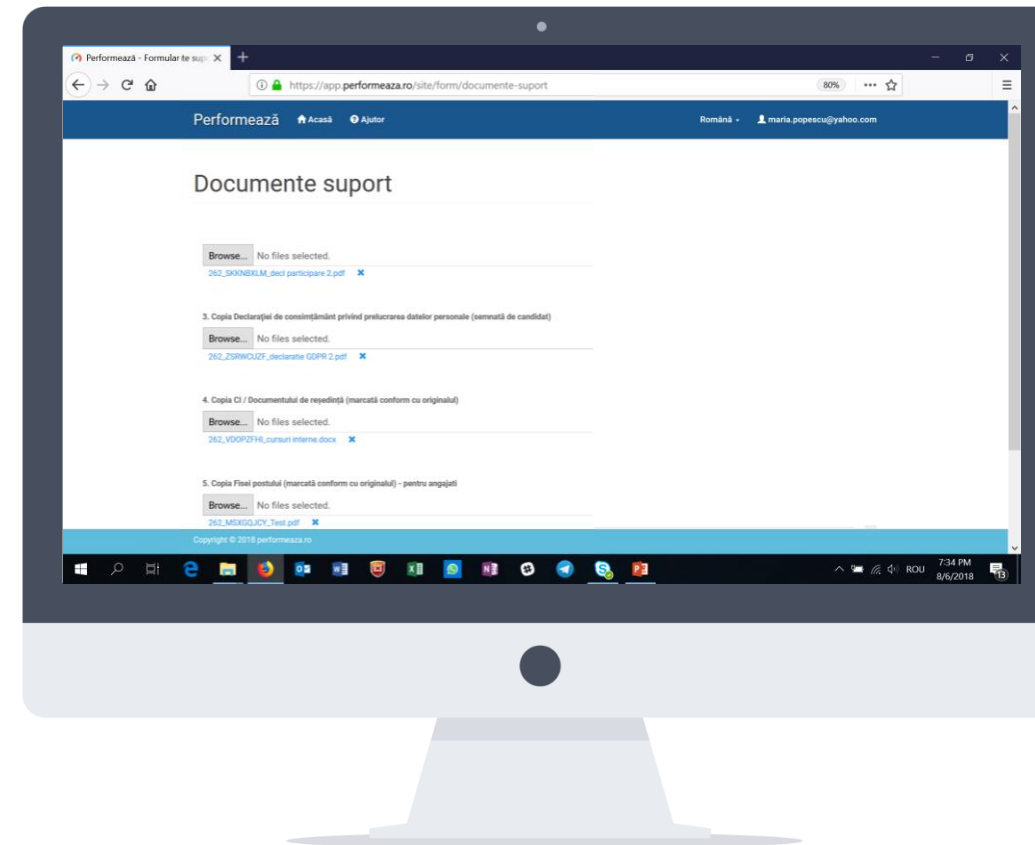 Performează - Formular te sup
https://app.performeaza.ro/site/form/documente-suport
80%
Performează Acasă Ajutor Română maria.popescu@yahoo.com
Documente suport
Browse... No files selected.
262_SKKNBXLM_decl participare 2.pdf
3. Copia Declarației de consimțământ privind prelucrarea datelor personale (semnată de candidat)
Browse... No files selected.
262_ZSRWCUZF_declaratie GDPR 2.pdf
4. Copia CI / Documentului de reședință (marcată conform cu originalul)
Browse... No files selected.
262_VDOPZFHI_cursuri interne.docx
5. Copia Fisei postului (marcată conform cu originalul) - pentru angajati
Browse... No files selected.
262_MSXGQJCY_Test.pdf
Copyright © 2018 performeaza.ro
ROU
7:34 PM
8/6/2018
13